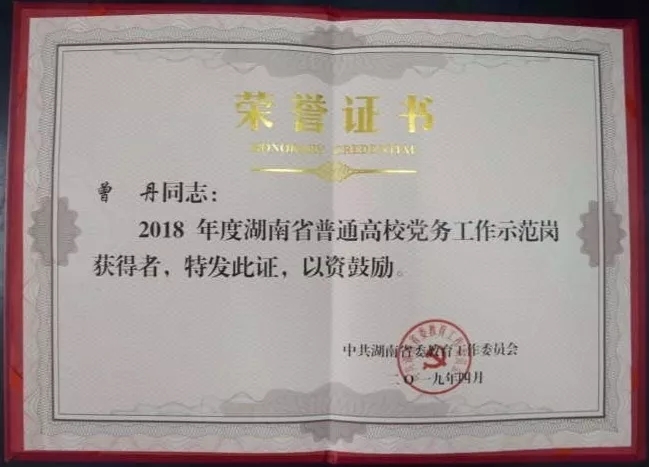 荣誉证书
HONORARY CREDENTIAL
曾 丹同志：
2018 年度湖南省普通高校党务工作示范岗
获得者，特发此证，以资鼓励。
中共湖南省委教育工作委员会
二〇一九年四月